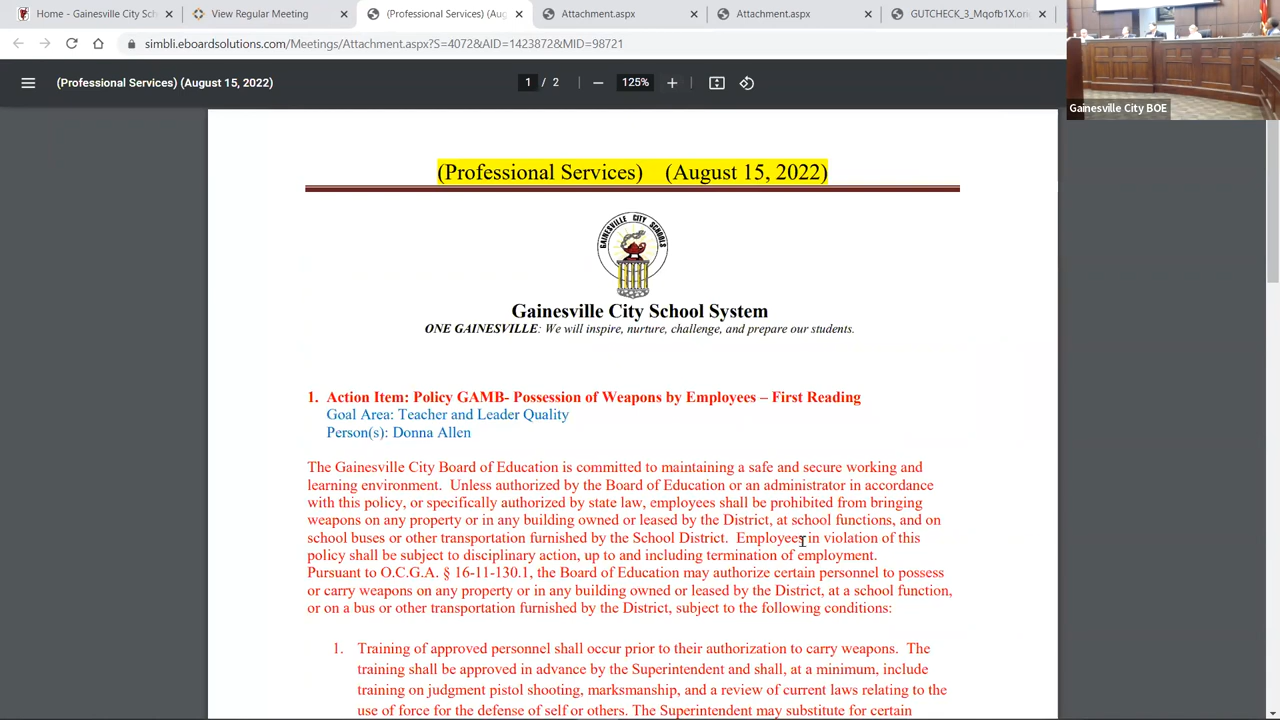 Home - Gainesville City Sch
View Regular Meeting
(Professional Services) (Aug
Attachment.aspx
Attachment.aspx
GUTCHECK_3_Mqofb1X.ori
simbli.eboardsolutions.com/Meetings/Attachment.aspx?S=4072&AID=1423872&MID=98721
(Professional Services) (August 15, 2022)
1 / 2
125%
Gainesville City BOE
(Professional Services) (August 15, 2022)
GAINESVILLE CITY SCHOOLS
Gainesville City School System
ONE GAINESVILLE: We will inspire, nurture, challenge, and prepare our students.
1. Action Item: Policy GAMB- Possession of Weapons by Employees – First Reading
Goal Area: Teacher and Leader Quality
Person(s): Donna Allen
The Gainesville City Board of Education is committed to maintaining a safe and secure working and
learning environment. Unless authorized by the Board of Education or an administrator in accordance
with this policy, or specifically authorized by state law, employees shall be prohibited from bringing
weapons on any property or in any building owned or leased by the District, at school functions, and on
school buses or other transportation furnished by the School District. Employees in violation of this
policy shall be subject to disciplinary action, up to and including termination of employment.
Pursuant to O.C.G.A. § 16-11-130.1, the Board of Education may authorize certain personnel to possess
or carry weapons on any property or in any building owned or leased by the District, at a school function,
or on a bus or other transportation furnished by the District, subject to the following conditions:
1. Training of approved personnel shall occur prior to their authorization to carry weapons. The
training shall be approved in advance by the Superintendent and shall, at a minimum, include
training on judgment pistol shooting, marksmanship, and a review of current laws relating to the
use of force for the defense of self or others. The Superintendent may substitute for certain